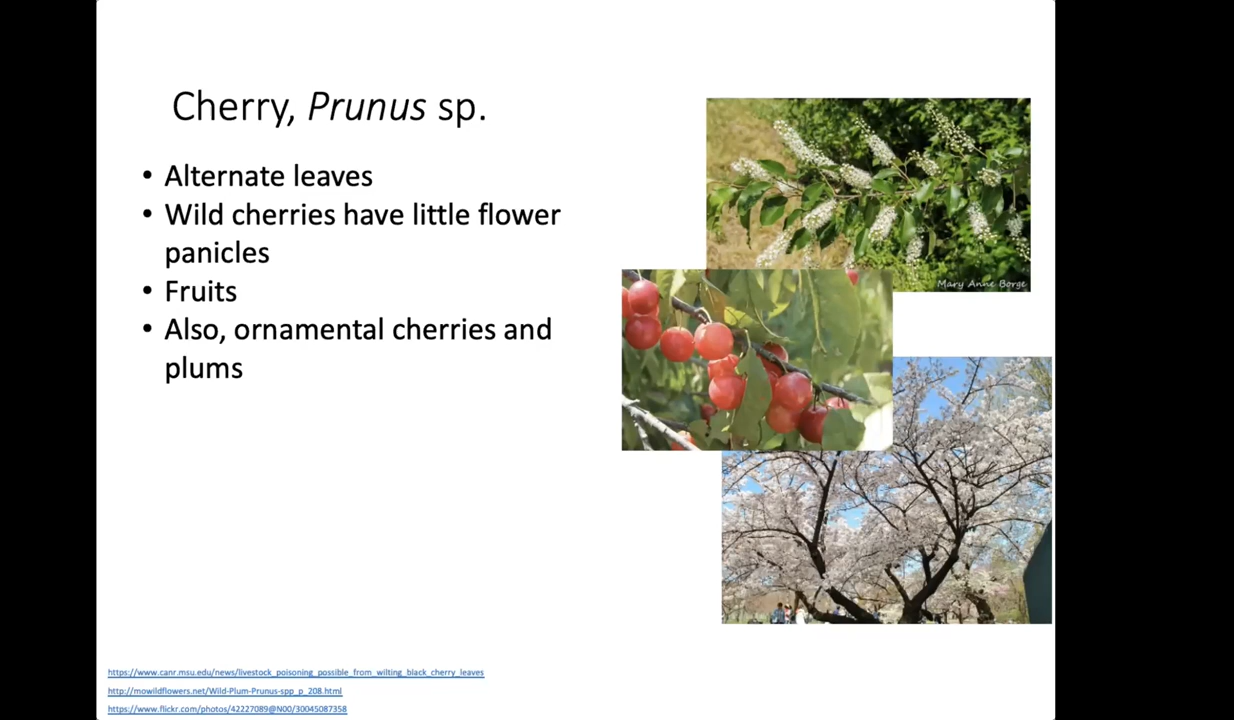 Cherry, Prunus sp.
• Alternate leaves
• Wild cherries have little flower
panicles
• Fruits
• Also, ornamental cherries and
plums
Mary Anne Borge
https://www.canr.msu.edu/news/livestock_poisoning_possible_from_wilting_black_cherry_leaves
http://mowildflowers.net/Wild-Plum-Prunus-spp_p_208.html
https://www.flickr.com/photos/42227089@N00/30045087358